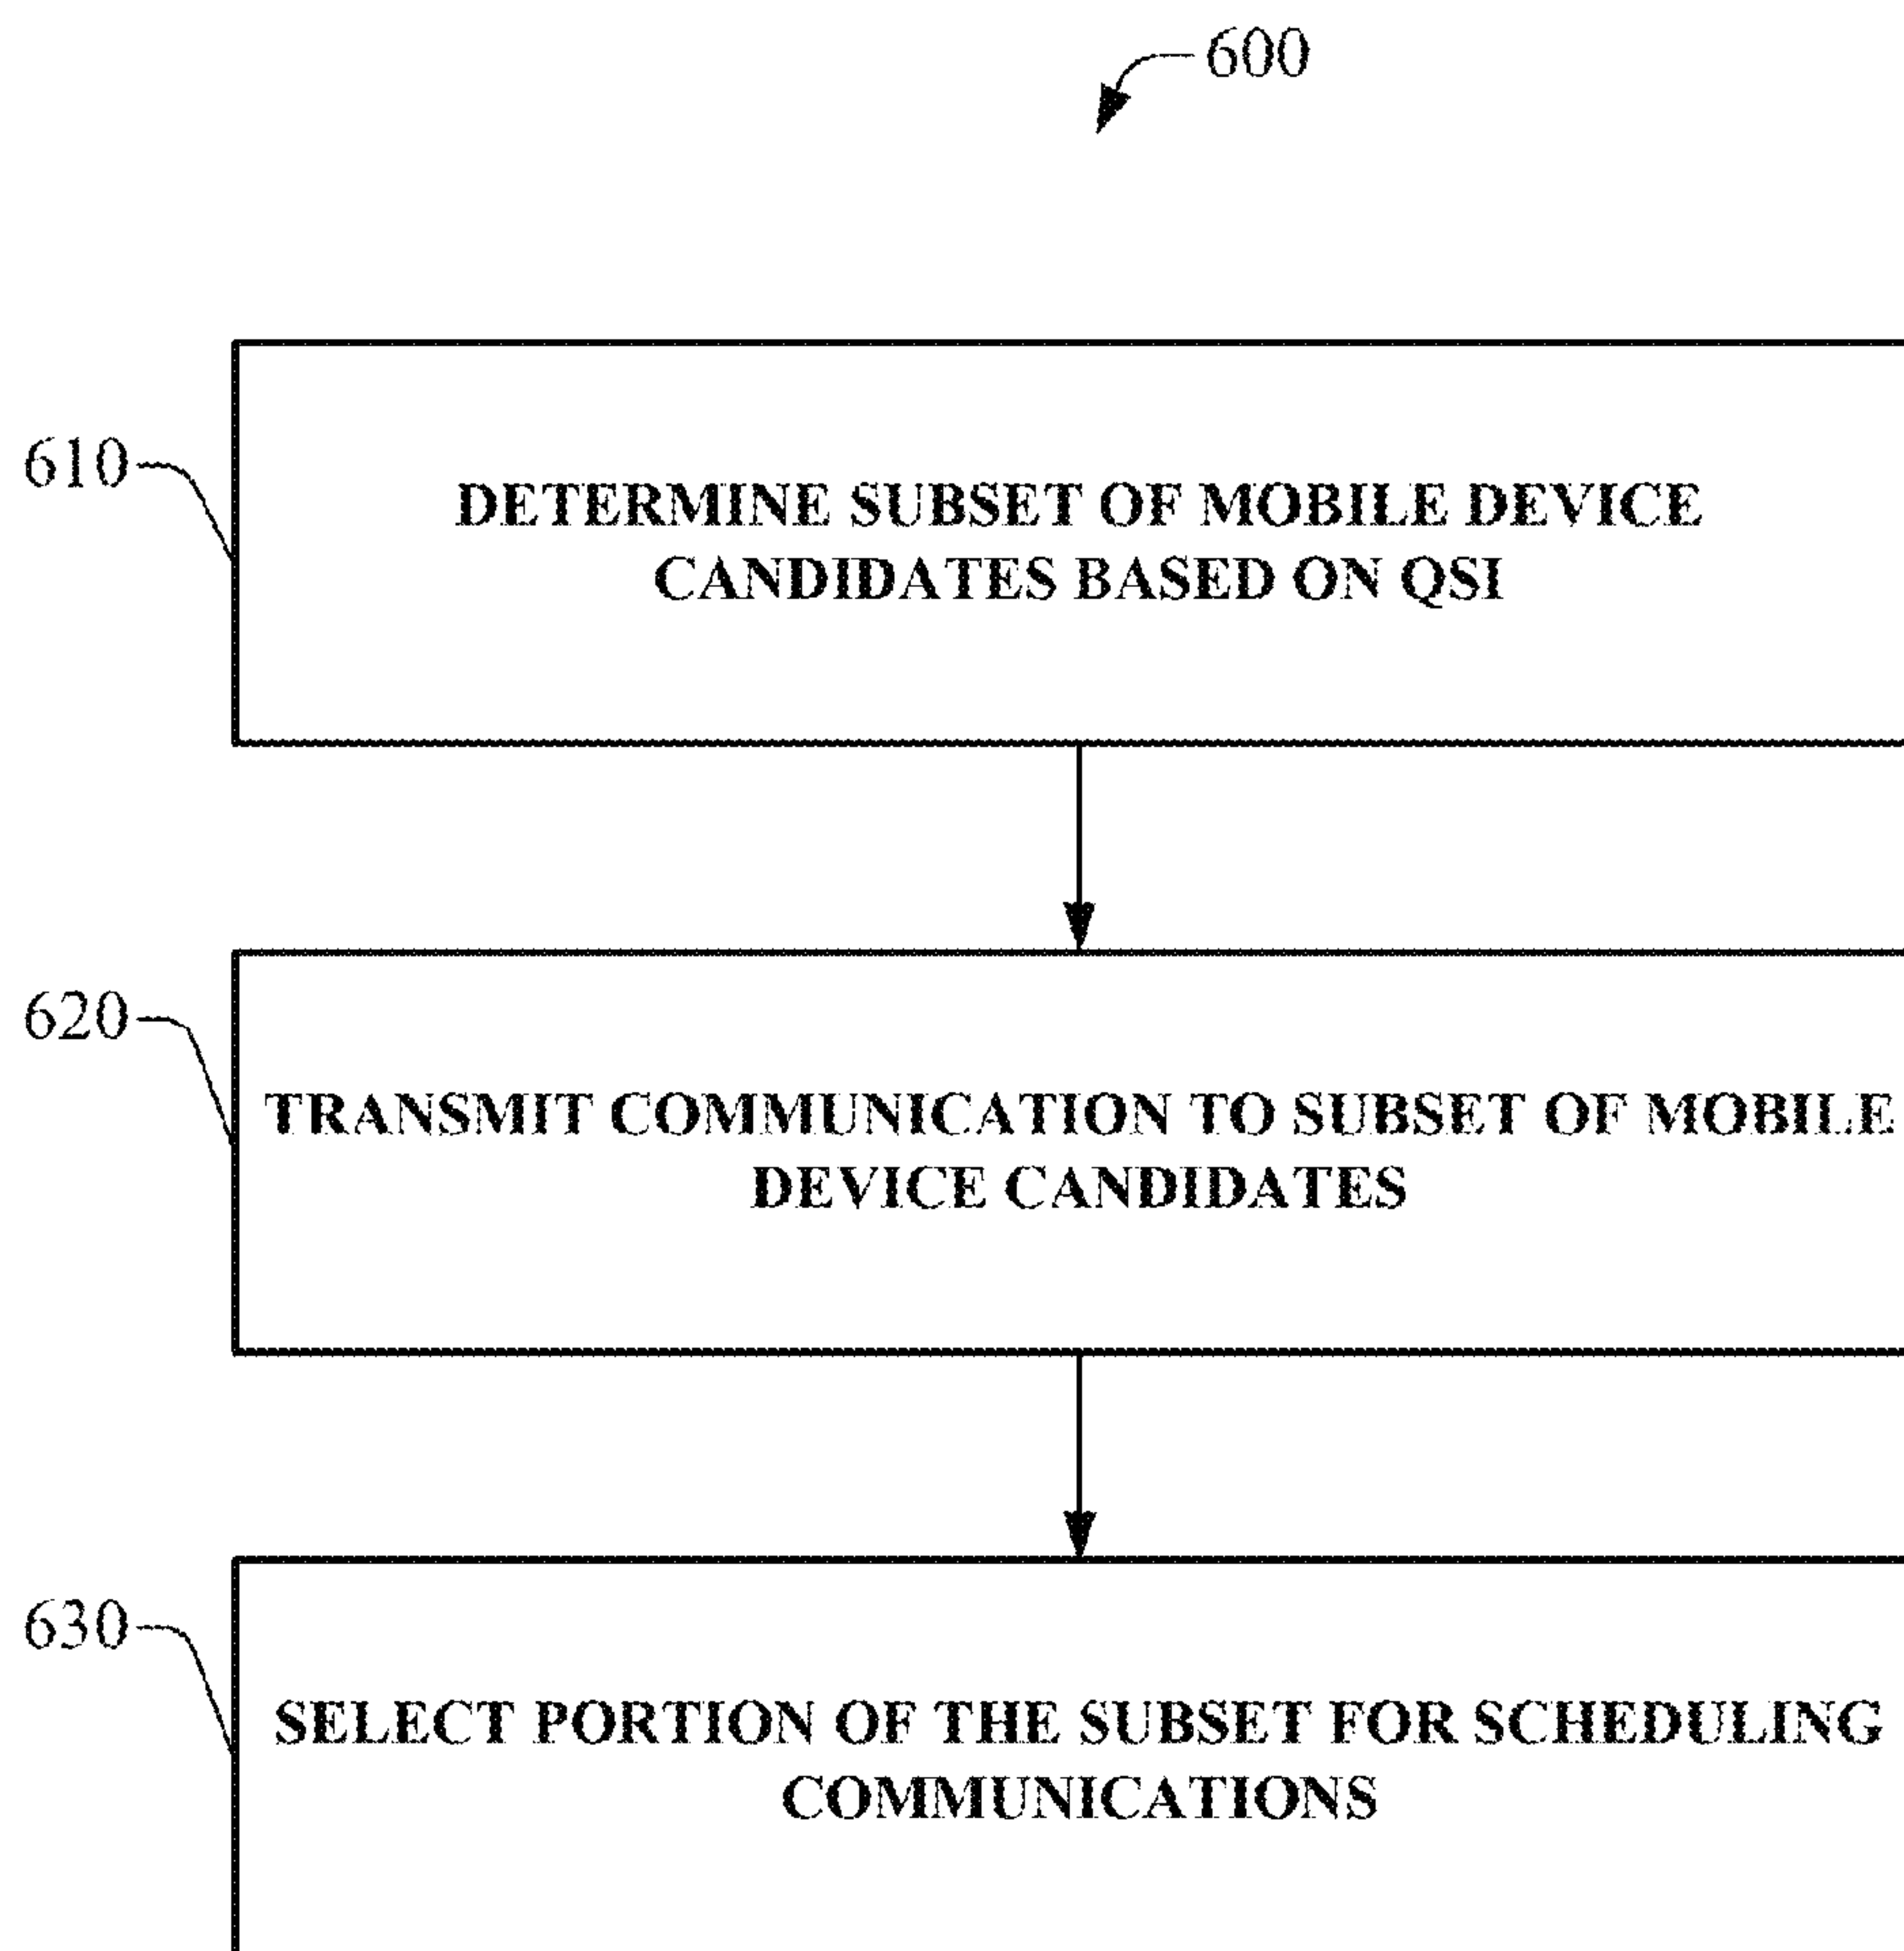 600
610
DETERMINE SUBSET OF MOBILE DEVICE
CANDIDATES BASED ON QSI
620
TRANSMIT COMMUNICATION TO SUBSET OF MOBILE
DEVICE CANDIDATES
630
SELECT PORTION OF THE SUBSET FOR SCHEDULING
COMMUNICATIONS